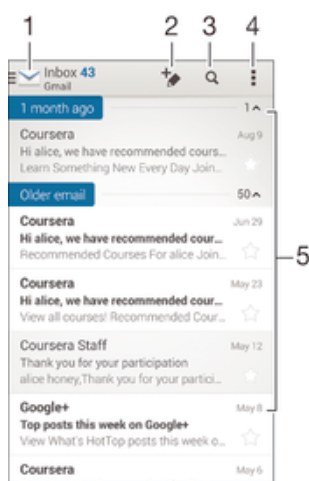 1 2 3 4
Inbox 43
Gmail
1 month ago 1
Coursera Aug 9
Hi alice, we have recommended cours...
Learn Something New Every Day Join...
Older email 50
Coursera Jun 29
Hi alice, we have recommended cour...
Recommended Courses For alice Join...
5
Coursera May 23
Hi alice, we have recommended cour...
View all courses! Recommended Cour...
Coursera Staff May 12
Thank you for your participation
alice honey,Thank you for your partici...
Google+ May 8
Top posts this week on Google+
View What's HotTop posts this week o...
Coursera May 6